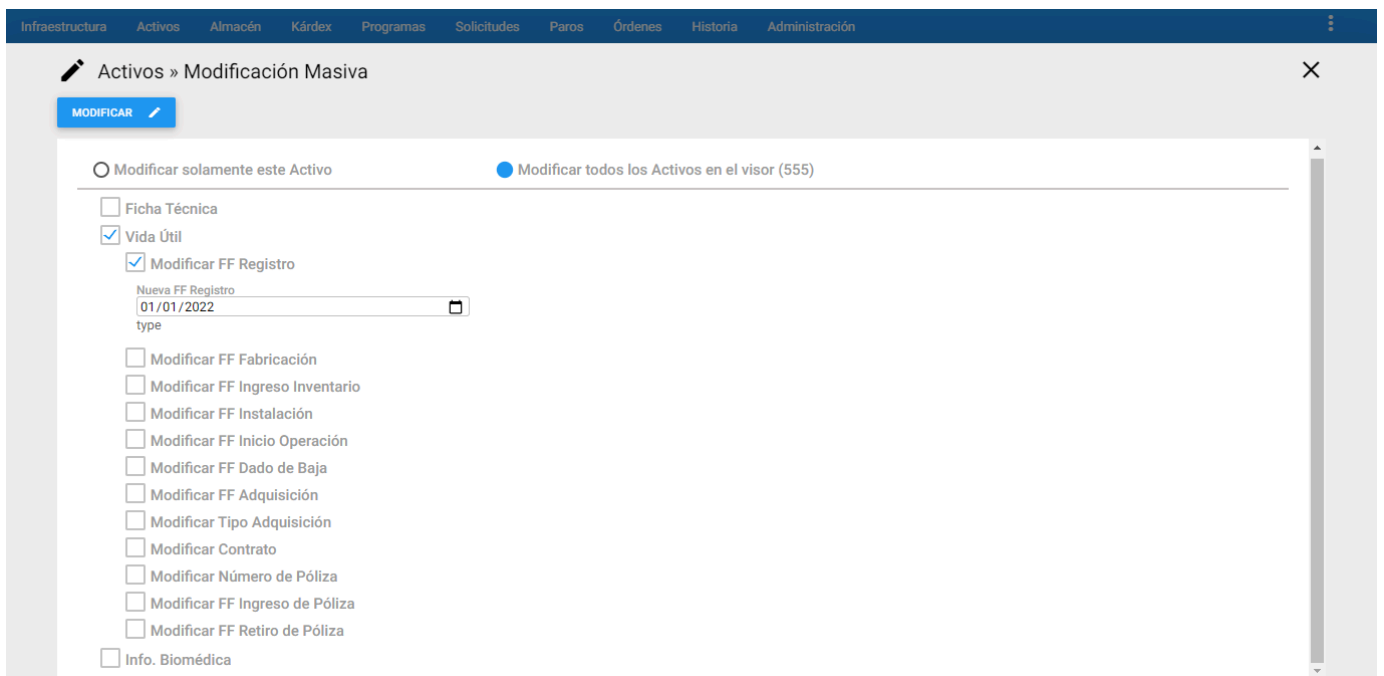 Infraestructura Activos Almacén Kárdex Programas Solicitudes Paros Órdenes Historia Administración
Activos » Modificación Masiva
MODIFICAR
Modificar solamente este Activo Modificar todos los Activos en el visor (555)
Ficha Técnica
Vida Útil
Modificar FF Registro
Nueva FF Registro
01/01/2022
type
Modificar FF Fabricación
Modificar FF Ingreso Inventario
Modificar FF Instalación
Modificar FF Inicio Operación
Modificar FF Dado de Baja
Modificar FF Adquisición
Modificar Tipo Adquisición
Modificar Contrato
Modificar Número de Póliza
Modificar FF Ingreso de Póliza
Modificar FF Retiro de Póliza
Info. Biomédica